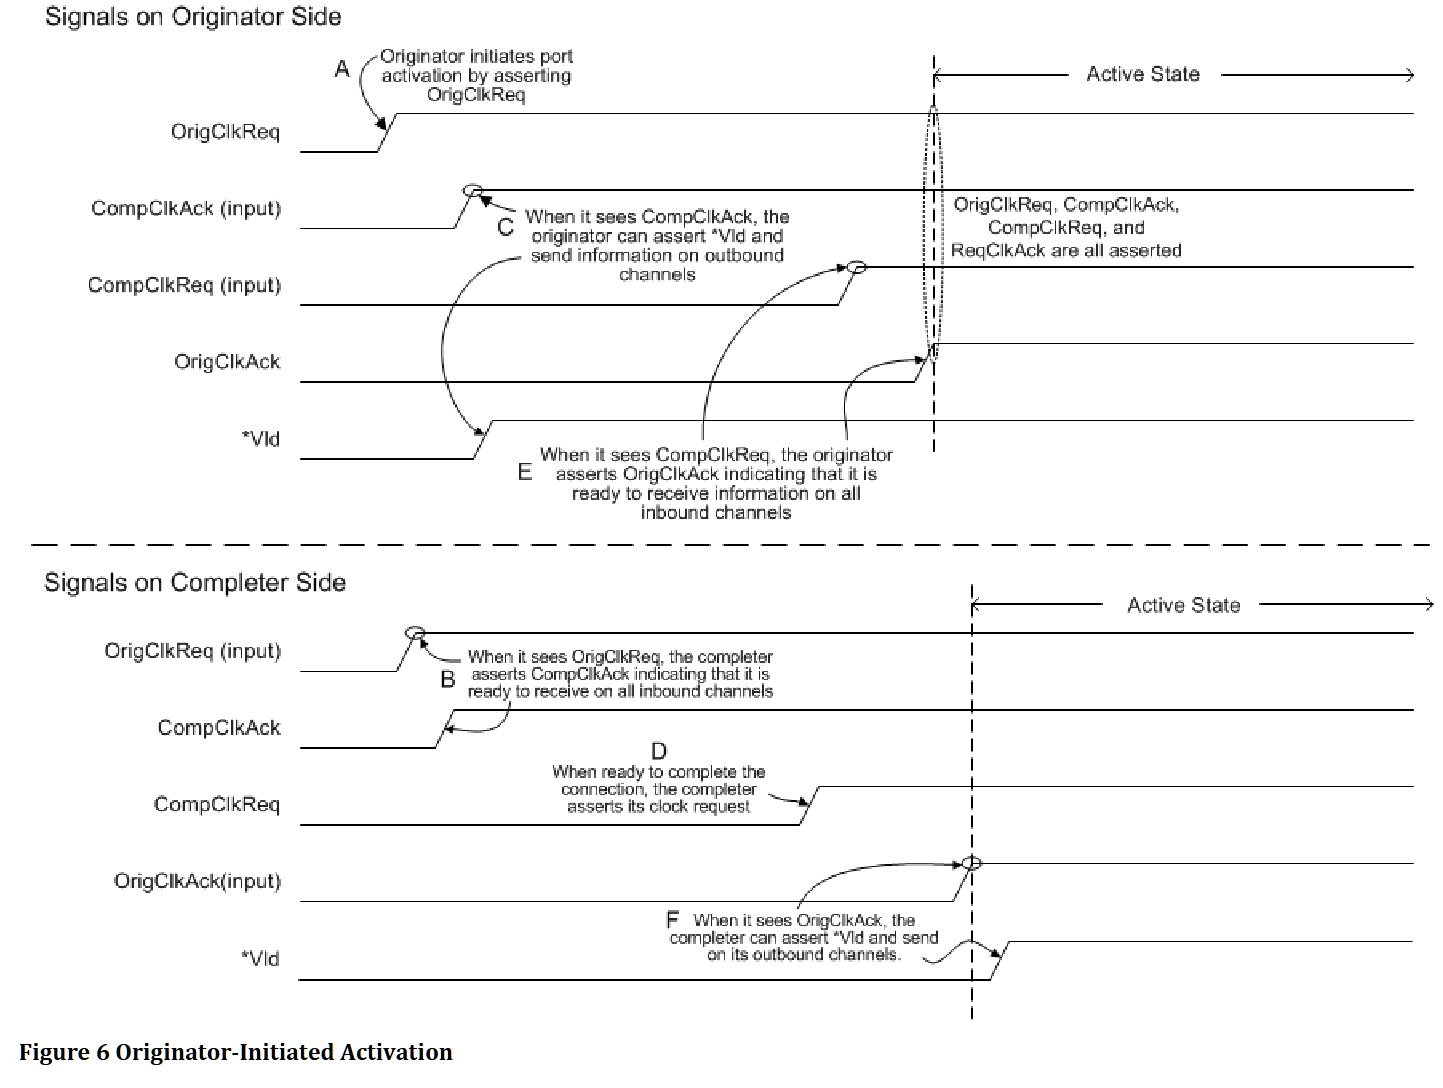 Signals on Originator Side
A
Originator initiates port
activation by asserting
OrigClkReq
Active State
OrigClkReq
CompClkAck (input)
C
When it sees CompClkAck, the
originator can assert *Vld and
send information on outbound
channels
OrigClkReq, CompClkAck,
CompClkReq, and
ReqClkAck are all asserted
CompClkReq (input)
OrigClkAck
*Vld
E
When it sees CompClkReq, the originator
asserts OrigClkAck indicating that it is
ready to receive information on all
inbound channels
Signals on Completer Side
Active State
OrigClkReq (input)
B
When it sees OrigClkReq, the completer
asserts CompClkAck indicating that it is
ready to receive on all inbound channels
CompClkAck
D
When ready to complete the
connection, the completer
asserts its clock request
CompClkReq
OrigClkAck(input)
F
When it sees OrigClkAck, the
completer can assert *Vld and send
on its outbound channels.
*Vld
Figure 6 Originator-Initiated Activation